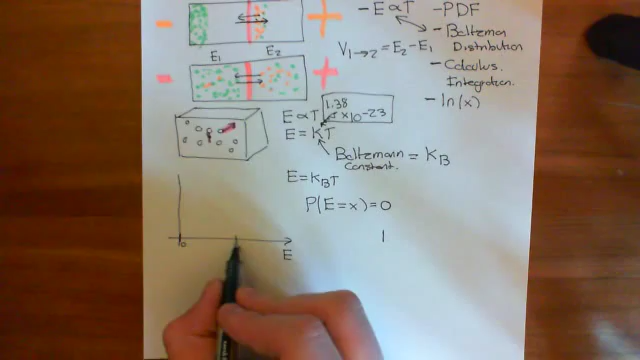 - +
E1 E2
- +
- E ∝ T
V1→2 = E2 - E1
- PDF
- Boltzman
Distribution
- Calculus
Integration.
- ln(x)
E ∝ T
1.38
×10-23
E = KT
Boltzmann = KB
Constant.
E = KBT
P(E=x) = 0
1
0
E